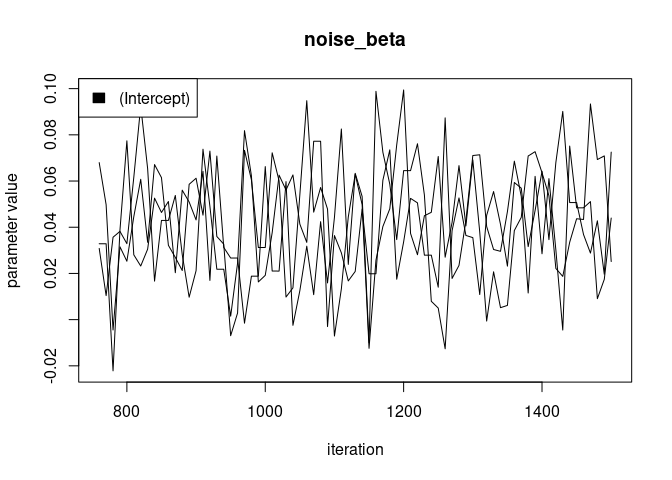 noise_beta
(Intercept)
parameter value
0.10
0.08
0.06
0.04
0.02
-0.02
800 1000 1200 1400
iteration